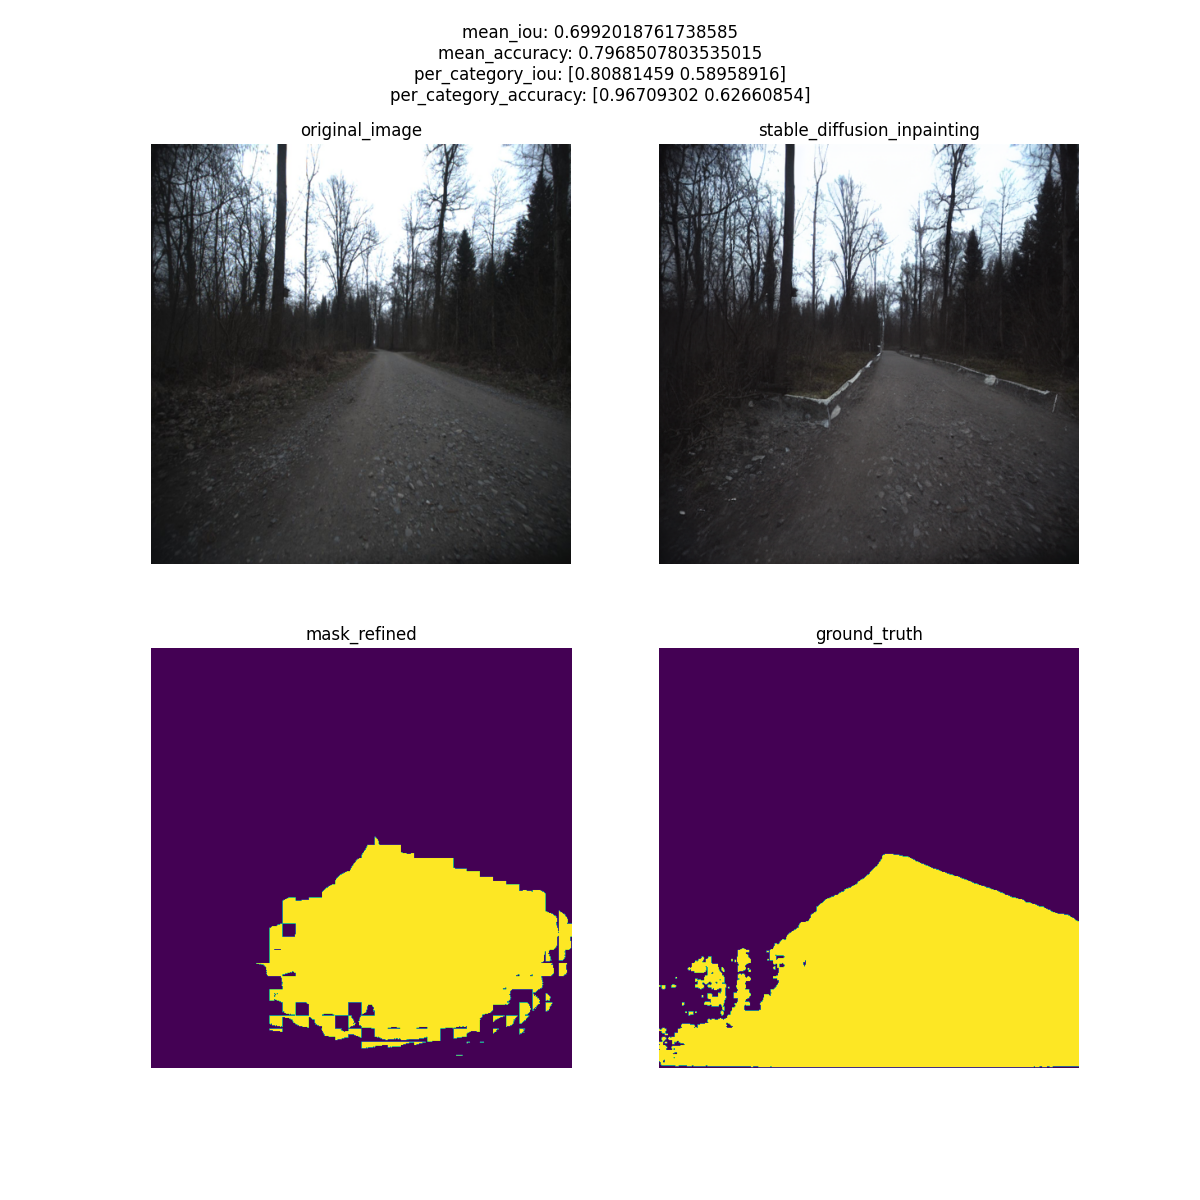 mean_iou: 0.6992018761738585
mean_accuracy: 0.7968507803535015
per_category_iou: [0.80881459 0.58958916]
per_category_accuracy: [0.96709302 0.62660854]
original_image
stable_diffusion_inpainting
mask_refined
ground_truth